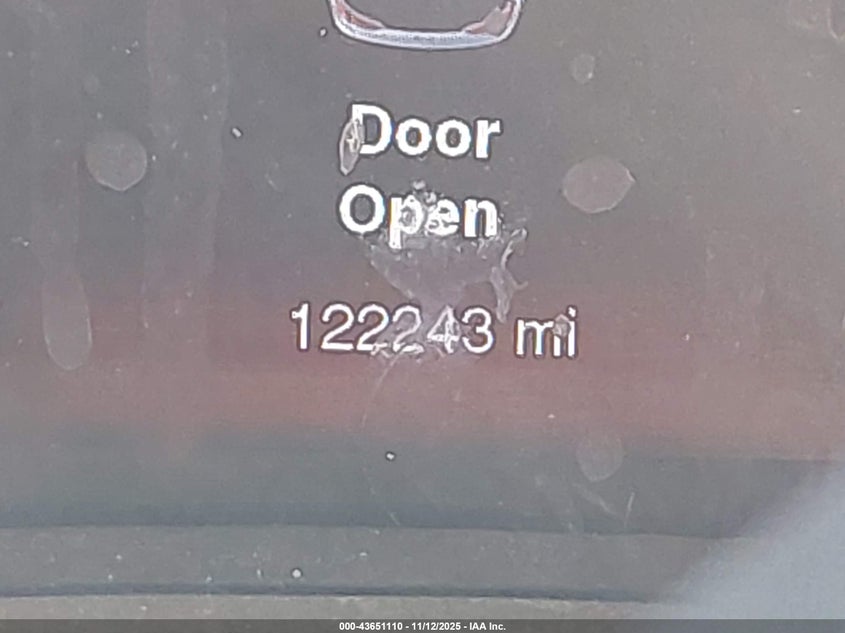 Door
Open
122243 mi
000-43651110 - 11/12/2025 - IAA Inc.